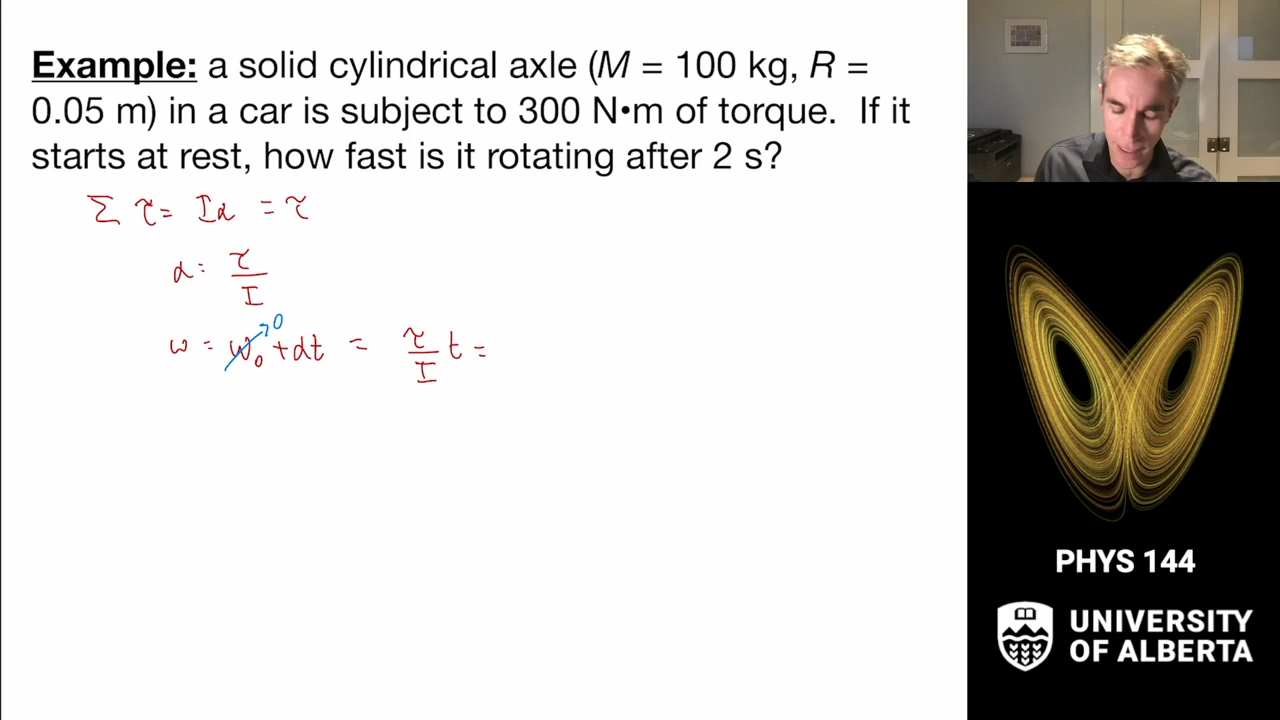 Example: a solid cylindrical axle (M = 100 kg, R =
0.05 m) in a car is subject to 300 N•m of torque.  If it
starts at rest, how fast is it rotating after 2 s?
Σ τ = Iα = τ
α = τ/I
ω = ω₀ + αt = τ/I t =
0
PHYS 144
UNIVERSITY
OF ALBERTA